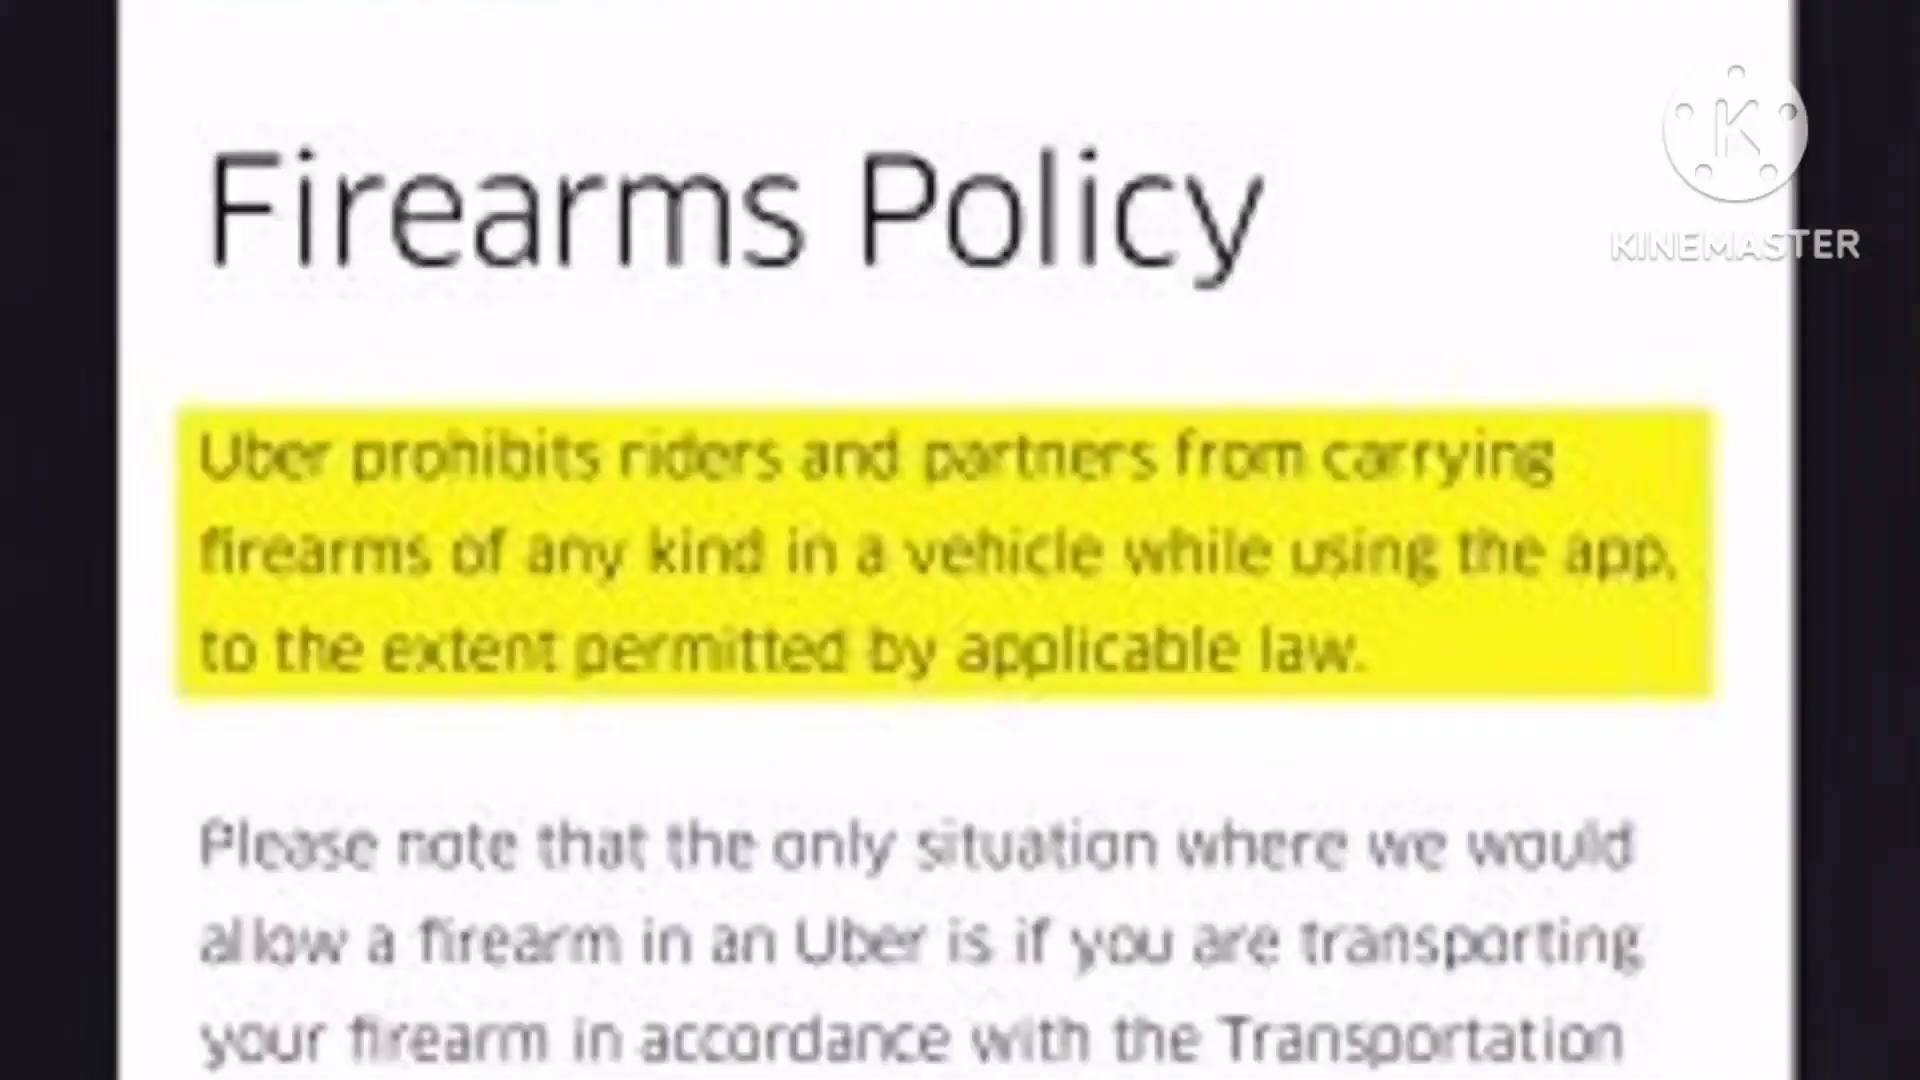 Firearms Policy
K
KINEMASTER
Uber prohibits riders and partners from carrying
firearms of any kind in a vehicle while using the app,
to the extent permitted by applicable law.
Please note that the only situation where we would
allow a firearm in an Uber is if you are transporting
your firearm in accordance with the Transportation